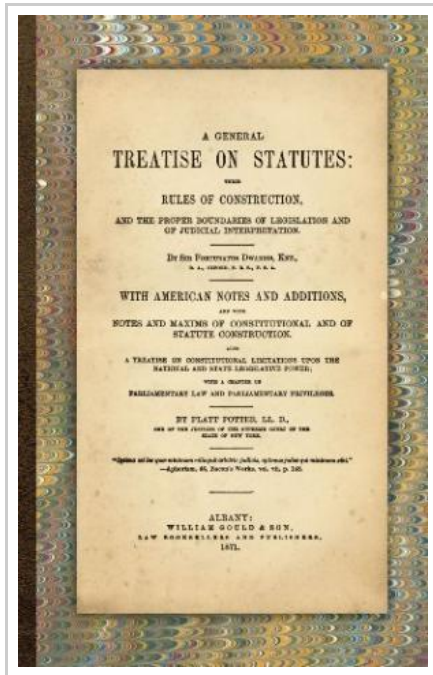 A GENERAL
TREATISE ON STATUTES:
THEIR
RULES OF CONSTRUCTION,
AND THE PROPER BOUNDARIES OF LEGISLATION AND
OF JUDICIAL INTERPRETATION.
BY SIR FORTUNATUS DWARRIS, KNT.,
WITH AMERICAN NOTES AND ADDITIONS,
AND WITH
NOTES AND MAXIMS OF CONSTITUTIONAL AND OF
STATUTE CONSTRUCTION.
ALSO
A TREATISE ON CONSTITUTIONAL LIMITATIONS UPON THE
NATIONAL AND STATE LEGISLATIVE POWER;
WITH A CHAPTER ON
PARLIAMENTARY LAW AND PARLIAMENTARY PRIVILEGES.
BY PLATT POTTER, LL. D.,
ONE OF THE JUSTICES OF THE SUPREME COURT OF THE
STATE OF NEW YORK.
ALBANY:
WILLIAM GOULD & SON,
LAW BOOKSELLERS AND PUBLISHERS,
1871.